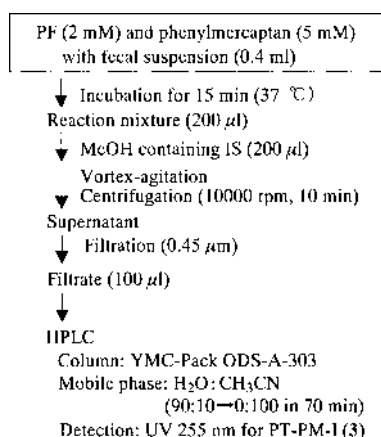 PF (2 mM) and phenylmercaptan (5 mM)
with fecal suspension (0.4 ml)
Incubation for 15 min (37 ℃)
Reaction mixture (200 μl)
McOH containing IS (200 μl)
Vortex-agitation
Centrifugation (10000 rpm, 10 min)
Supernatant
Filtration (0.45 μm)
Filtrate (100 μl)
HPLC
Column: YMC-Pack ODS-A-303
Mobile phase: H₂O : CH₃CN
(90:10→0:100 in 70 min)
Detection: UV 255 nm for PT-PM-I (3)